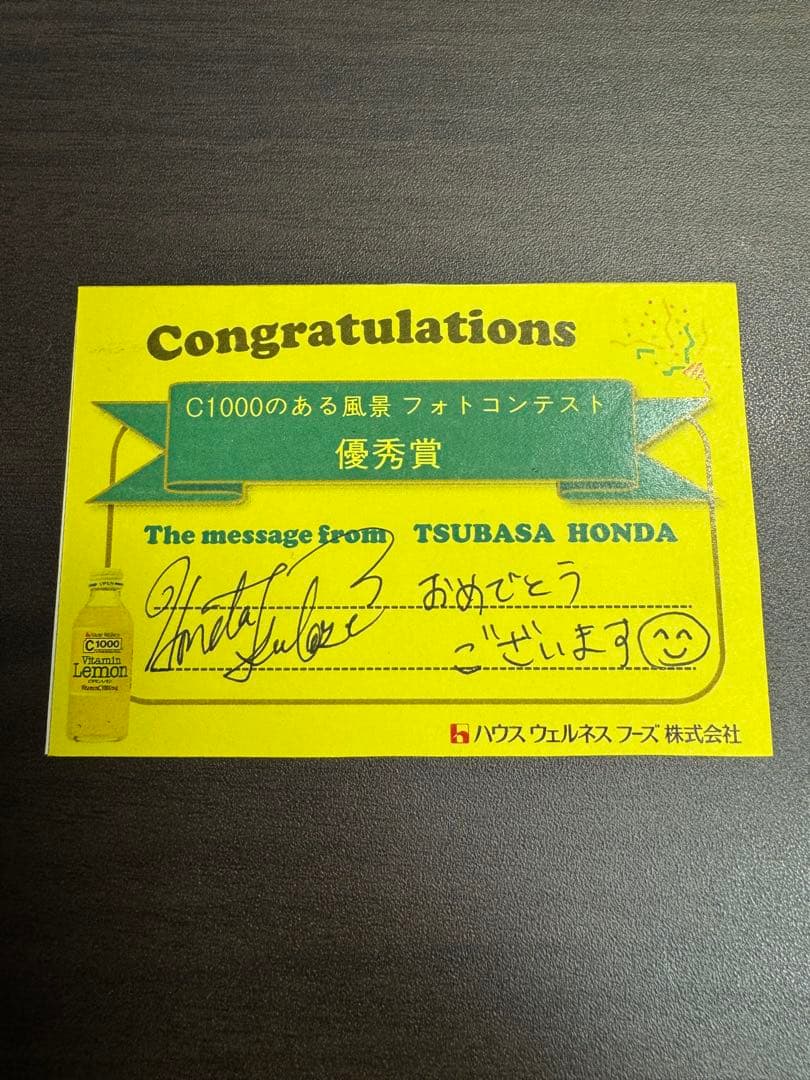 Congratulations
C1000のある風景 フォトコンテスト
優秀賞
The message from TSUBASA HONDA
Honda Tsubasa
おめでとう
ございます
C1000
Vitamin
Lemon
ハウス ウェルネス フーズ 株式会社